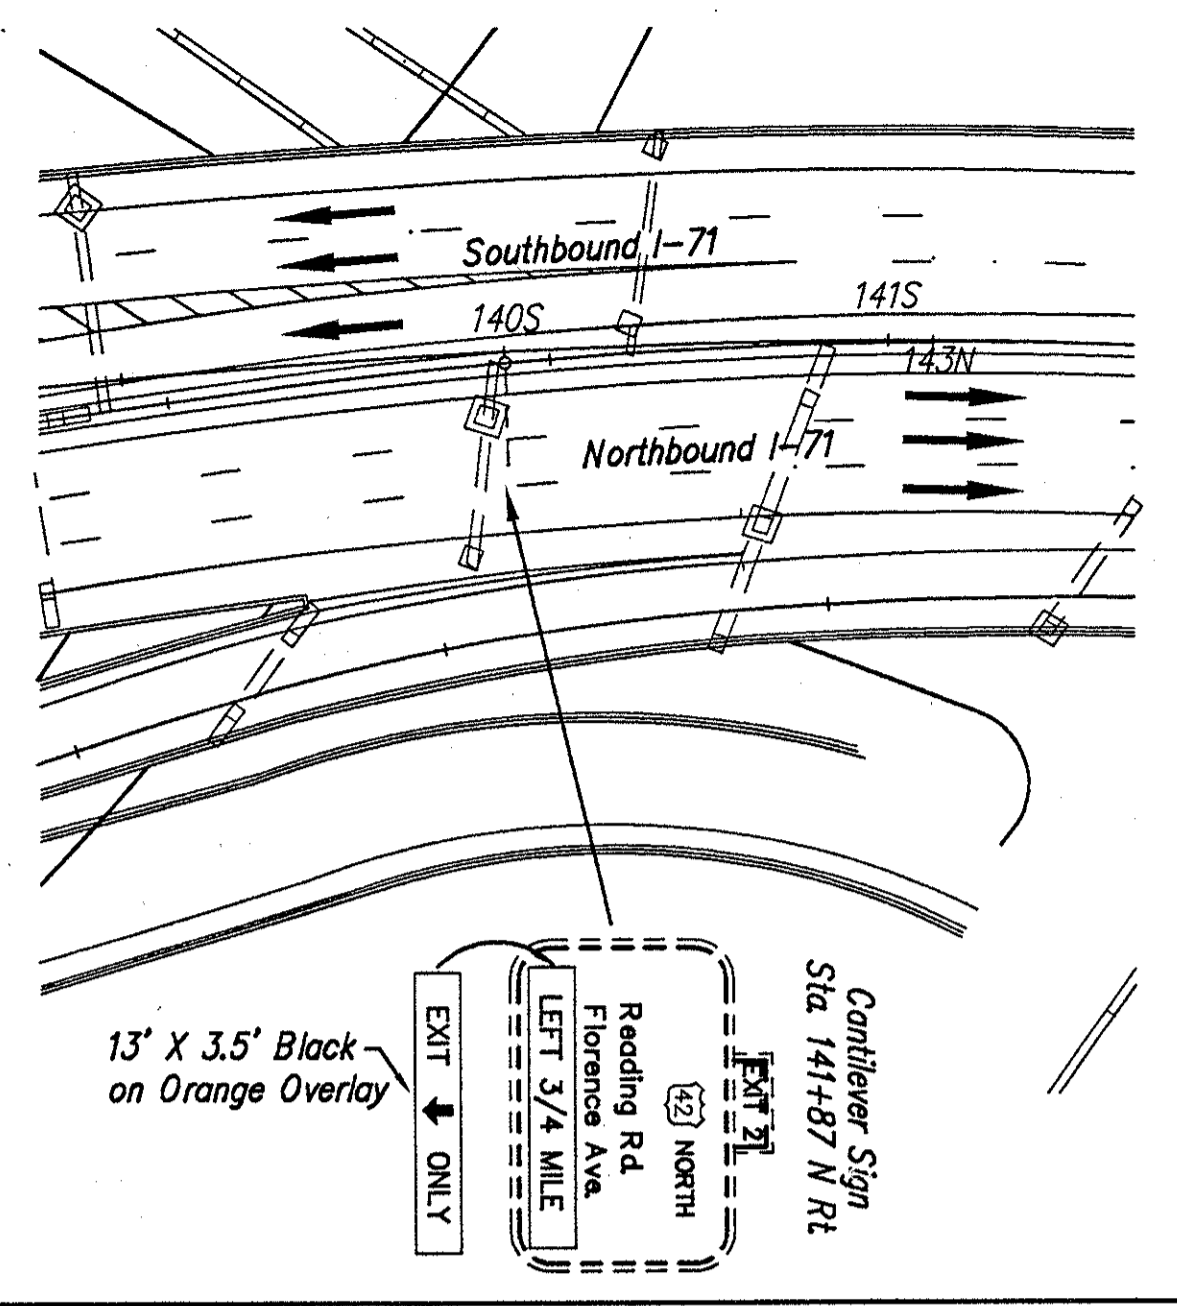 Southbound I-71
140S
141S
143N
Northbound I-71
Cantilever Sign
Sta. 141+87 N Rt
EXIT 2
42 NORTH
Reading Rd.
Florence Ave.
LEFT 3/4 MILE
EXIT ONLY
13' X 3.5' Black
on Orange Overlay